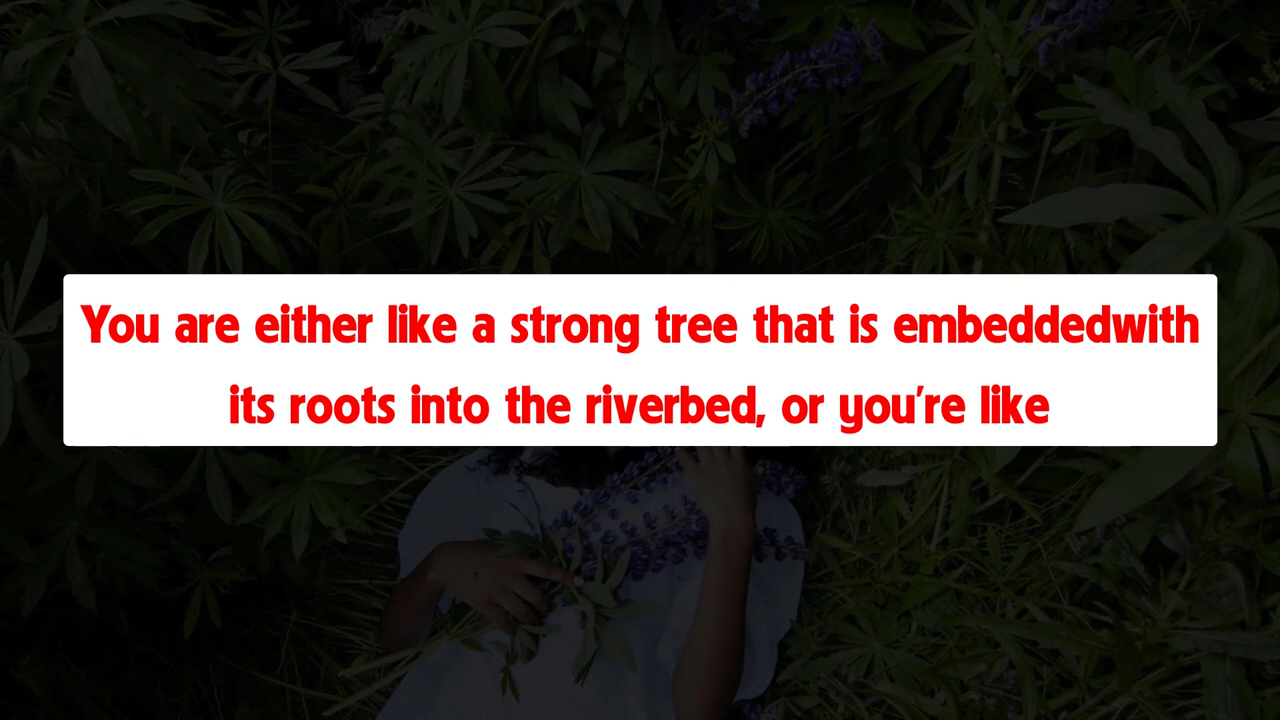 You are either like a strong tree that is embeddedwith
its roots into the riverbed, or you're like